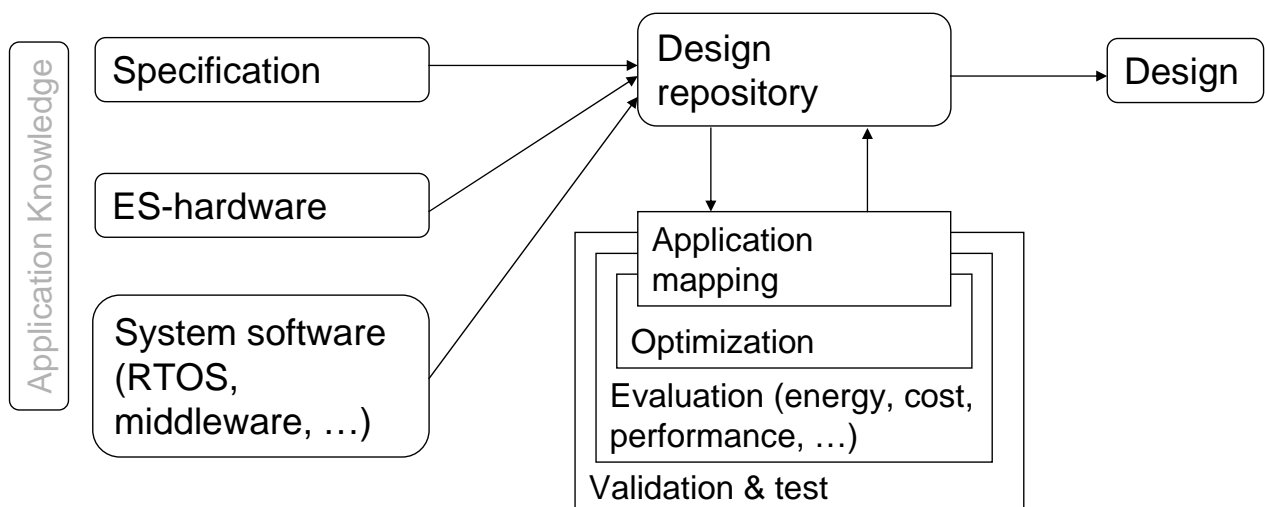 Application Knowledge
Specification
ES-hardware
System software
(RTOS,
middleware, …)
Design
repository
Design
Application
mapping
Optimization
Evaluation (energy, cost,
performance, …)
Validation & test